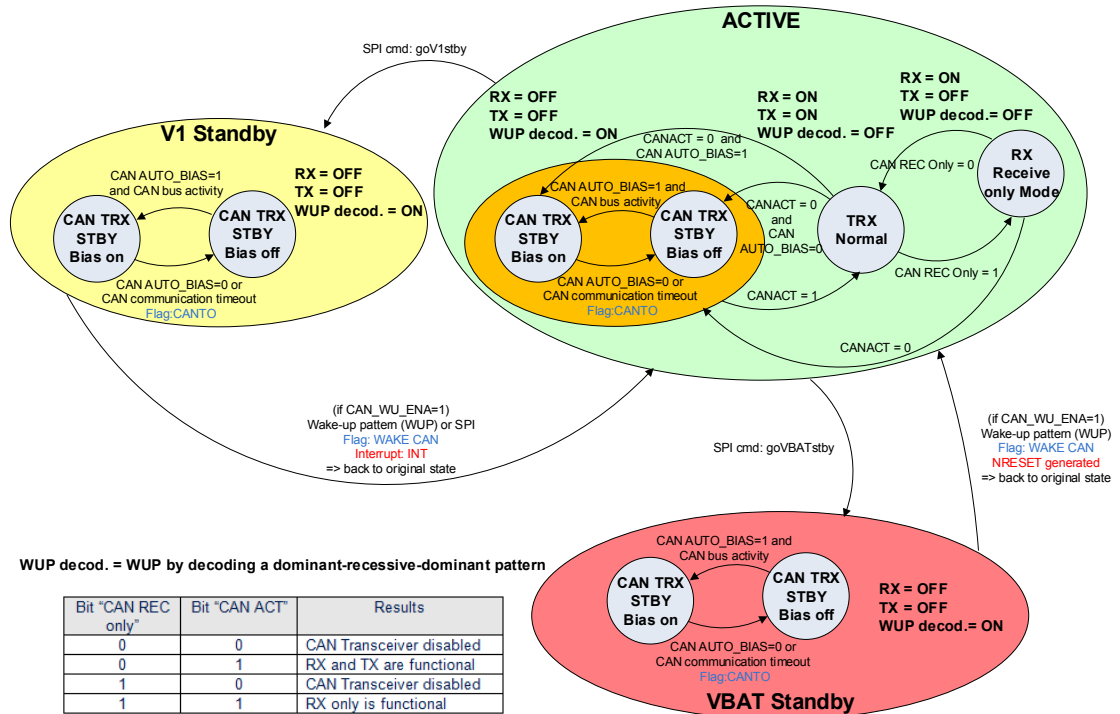 ACTIVE
SPI cmd: goV1stby
RX = OFF
TX = OFF
WUP decod. = ON
RX = ON
TX = ON
WUP decod. = OFF
RX = ON
TX = OFF
WUP decod.= OFF
V1 Standby
CAN AUTO_BIAS=1
and CAN bus activity
RX = OFF
TX = OFF
WUP decod. = ON
CAN TRX
STBY
Bias on
CAN TRX
STBY
Bias off
CAN AUTO_BIAS=0 or
CAN communication timeout
Flag:CANTO
CANACT = 0 and
CAN AUTO_BIAS=1
CAN AUTO_BIAS=1 and
CAN bus activity
CAN TRX
STBY
Bias on
CAN TRX
STBY
Bias off
CAN AUTO_BIAS=0 or
CAN communication timeout
Flag:CANTO
CANACT = 0
and
CAN
AUTO_BIAS=0
TRX
Normal
CAN REC Only = 0
RX
Receive
only Mode
CAN REC Only = 1
CANACT = 1
CANACT = 0
(if CAN_WU_ENA=1)
Wake-up pattern (WUP) or SPI
Flag: WAKE CAN
Interrupt: INT
=> back to original state
SPI cmd: goVBATstby
(if CAN_WU_ENA=1)
Wake-up pattern (WUP)
Flag: WAKE CAN
NRESET generated
=> back to original state
CAN AUTO_BIAS=1 and
CAN bus activity
CAN TRX
STBY
Bias on
CAN TRX
STBY
Bias off
RX = OFF
TX = OFF
WUP decod.= ON
CAN AUTO_BIAS=0 or
CAN communication timeout
Flag:CANTO
VBAT Standby
WUP decod. = WUP by decoding a dominant-recessive-dominant pattern
Bit “CAN REC only” Bit “CAN ACT” Results
0 0 CAN Transceiver disabled
0 1 RX and TX are functional
1 0 CAN Transceiver disabled
1 1 RX only is functional